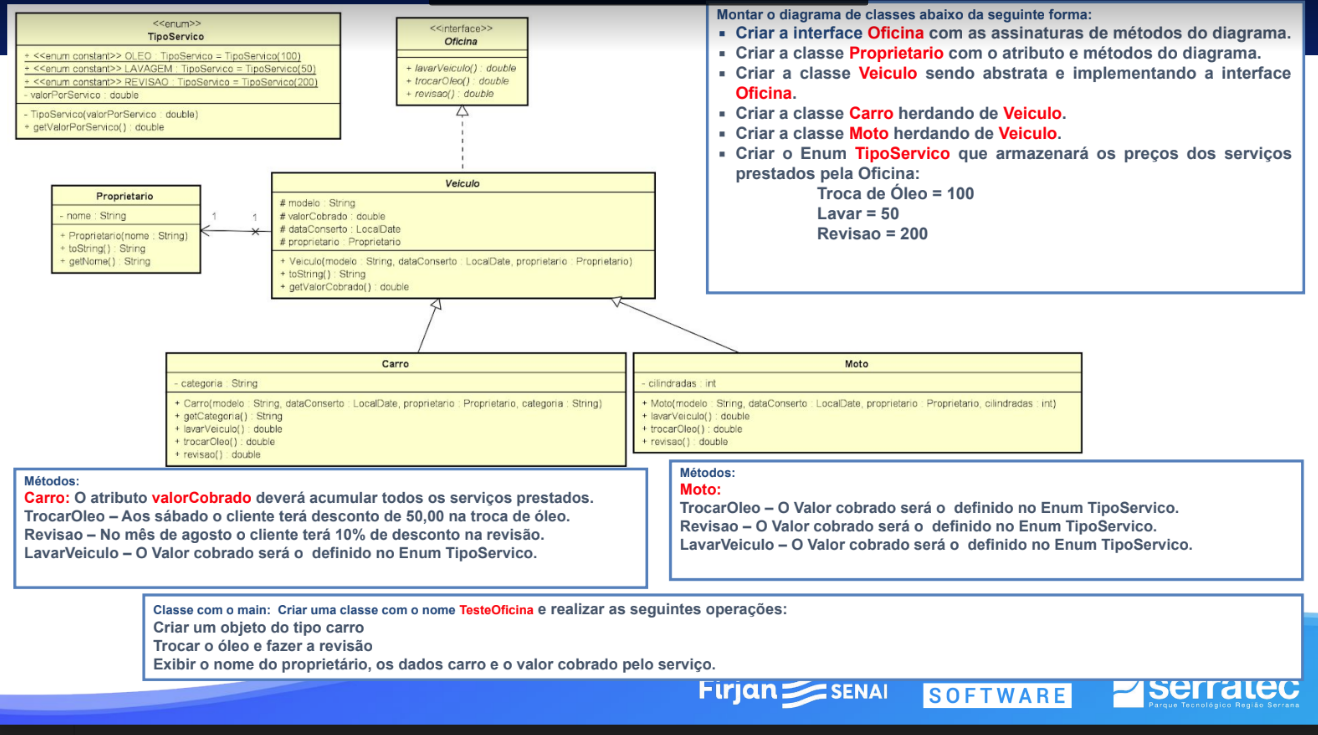 <<enum>>
TipoServico
+ <<enum constant>> OLEO : TipoServico = TipoServico(100)
+ <<enum constant>> LAVAGEM : TipoServico = TipoServico(50)
+ <<enum constant>> REVISAO : TipoServico = TipoServico(200)
- valorPorServico : double
- TipoServico(valorPorServico : double)
+ getValorPorServico() : double
<<interface>>
Oficina
+ lavarVeiculo() : double
+ trocarOleo() : double
+ revisao() : double
Montar o diagrama de classes abaixo da seguinte forma:
▪ Criar a interface Oficina com as assinaturas de métodos do diagrama.
▪ Criar a classe Proprietario com o atributo e métodos do diagrama.
▪ Criar a classe Veiculo sendo abstrata e implementando a interface
Oficina.
▪ Criar a classe Carro herdando de Veiculo.
▪ Criar a classe Moto herdando de Veiculo.
▪ Criar o Enum TipoServico que armazenará os preços dos serviços
prestados pela Oficina:
Troca de Óleo = 100
Lavar = 50
Revisao = 200
Proprietario
- nome : String
+ Proprietario(nome : String)
+ toString() : String
+ getNome() : String
1
1
Veiculo
# modelo : String
# valorCobrado : double
# dataConserto : LocalDate
# proprietario : Proprietario
+ Veiculo(modelo : String, dataConserto : LocalDate, proprietario : Proprietario)
+ toString() : String
+ getValorCobrado() : double
Carro
- categoria : String
+ Carro(modelo : String, dataConserto : LocalDate, proprietario : Proprietario, categoria : String)
+ getCategoria() : String
+ lavarVeiculo() : double
+ trocarOleo() : double
+ revisao() : double
Moto
- cilindradas : int
+ Moto(modelo : String, dataConserto : LocalDate, proprietario : Proprietario, cilindradas : int)
+ lavarVeiculo() : double
+ trocarOleo() : double
+ revisao() : double
Métodos:
Carro: O atributo valorCobrado deverá acumular todos os serviços prestados.
TrocarOleo – Aos sábado o cliente terá desconto de 50,00 na troca de óleo.
Revisao – No mês de agosto o cliente terá 10% de desconto na revisão.
LavarVeiculo – O Valor cobrado será o definido no Enum TipoServico.
Métodos:
Moto:
TrocarOleo – O Valor cobrado será o definido no Enum TipoServico.
Revisao – O Valor cobrado será o definido no Enum TipoServico.
LavarVeiculo – O Valor cobrado será o definido no Enum TipoServico.
Classe com o main: Criar uma classe com o nome TesteOficina e realizar as seguintes operações:
Criar um objeto do tipo carro
Trocar o óleo e fazer a revisão
Exibir o nome do proprietário, os dados carro e o valor cobrado pelo serviço.
Firjan SENAI
SOFTWARE
serratec
Parque Tecnológico Região Serrana